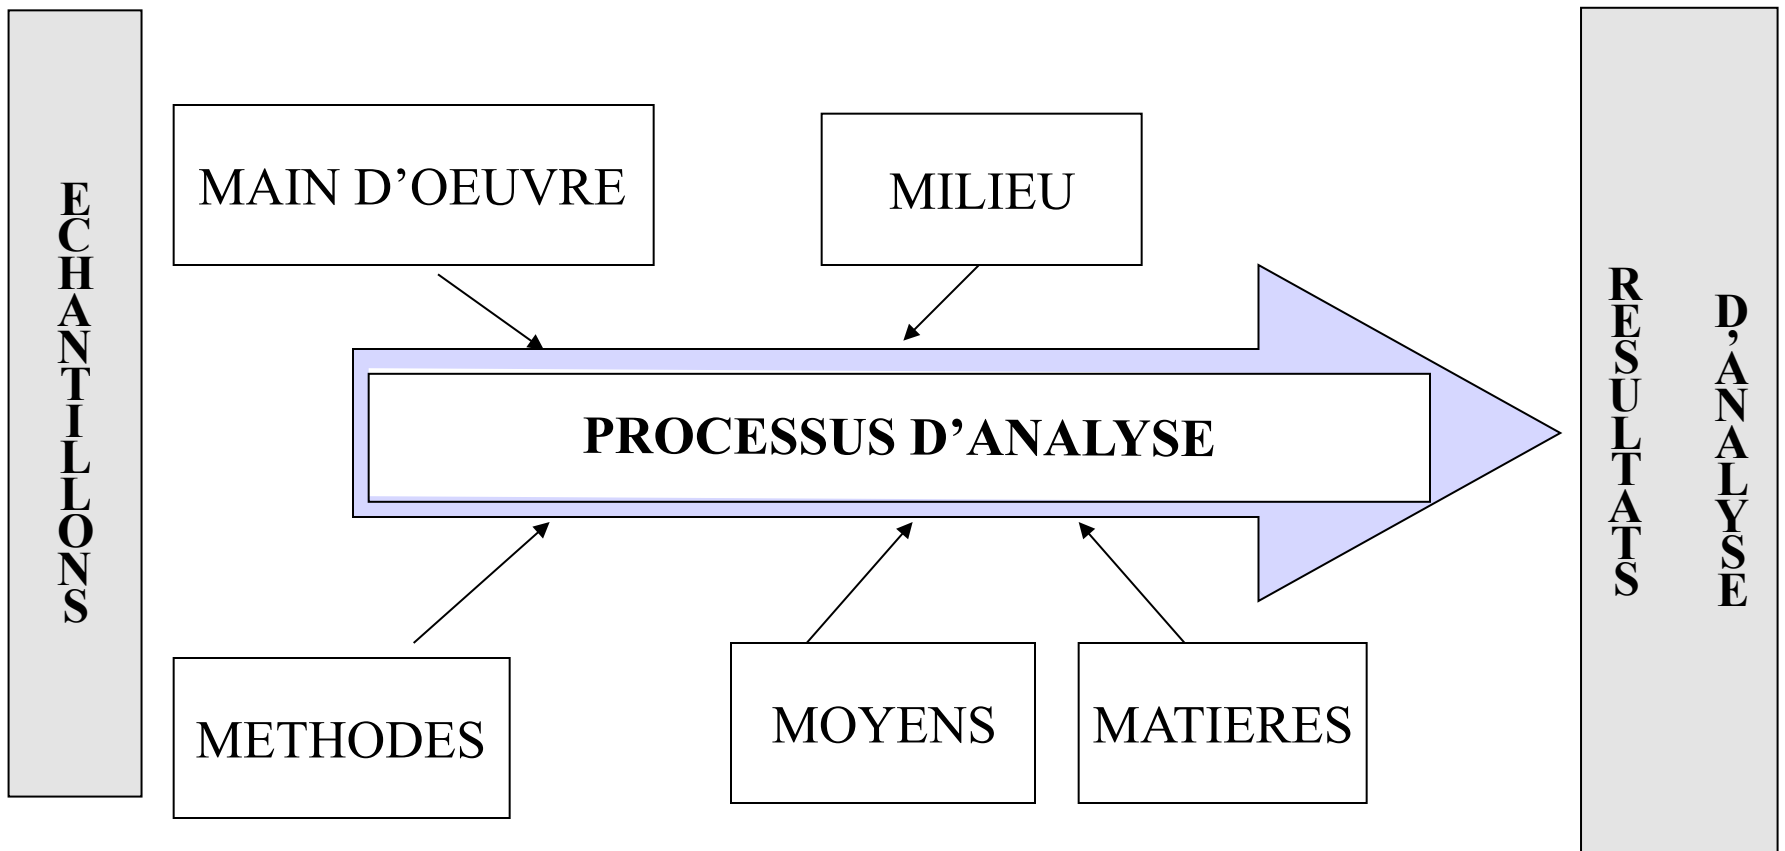 ECHANTILLONS
MAIN D’OEUVRE
MILIEU
PROCESSUS D’ANALYSE
METHODES
MOYENS
MATIERES
RESULTATS
D’ANALYSE